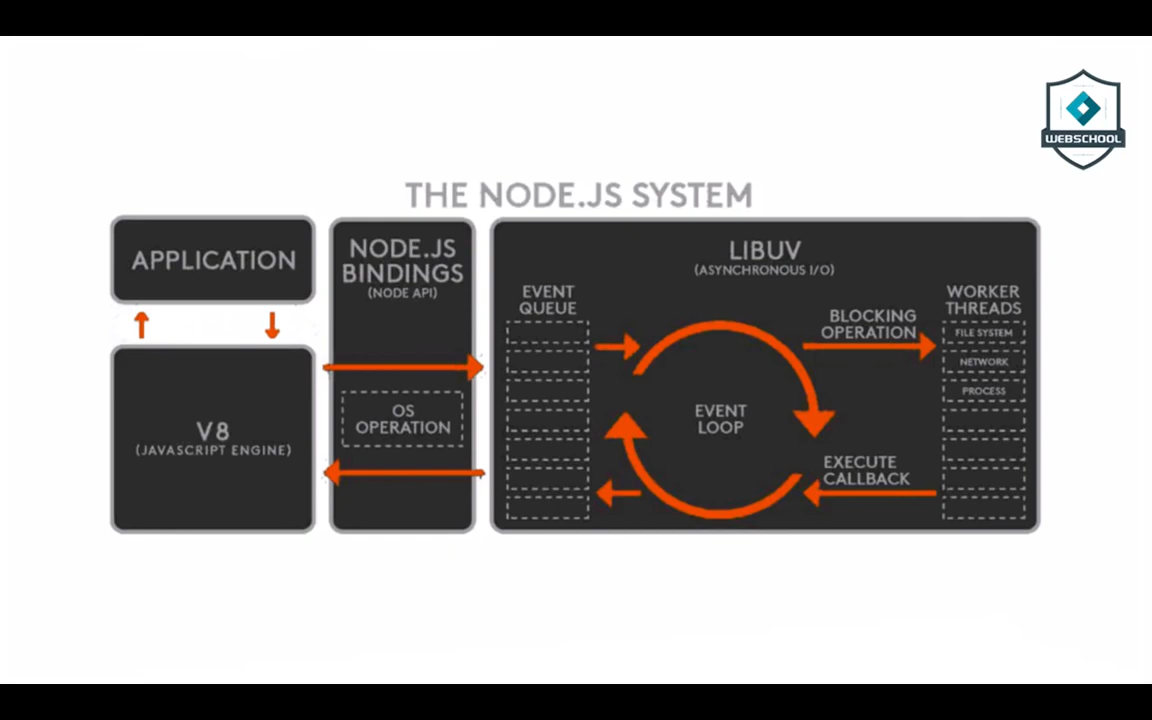 WEBSCHOOL
THE NODE.JS SYSTEM
APPLICATION
V8
(JAVASCRIPT ENGINE)
NODE.JS
BINDINGS
(NODE API)
OS
OPERATION
LIBUV
(ASYNCHRONOUS I/O)
EVENT
QUEUE
EVENT
LOOP
BLOCKING
OPERATION
EXECUTE
CALLBACK
WORKER
THREADS
FILE SYSTEM
NETWORK
PROCESS